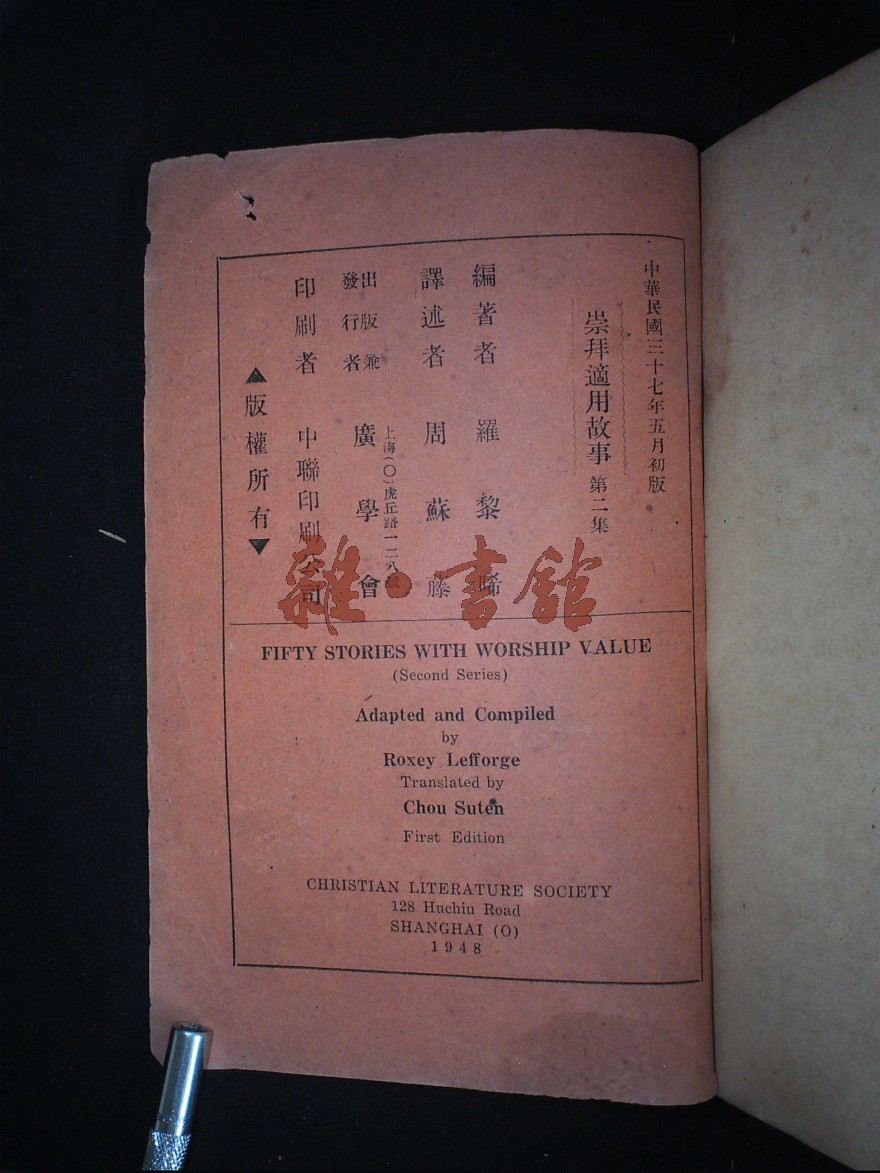 中華民國三十七年五月初版
崇拜適用故事 第二集
編著者 羅黎晞
譯述者 周蘇藤
出版兼發行者 廣學會
上海(〇)虎丘路一二八號
印刷者 中聯印刷公司
▲版權所有▼
雜·書館
FIFTY STORIES WITH WORSHIP VALUE
(Second Series)
Adapted and Compiled
by
Roxey Lefforge
Translated by
Chou Suten
First Edition
CHRISTIAN LITERATURE SOCIETY
128 Huchiu Road
SHANGHAI (O)
1948